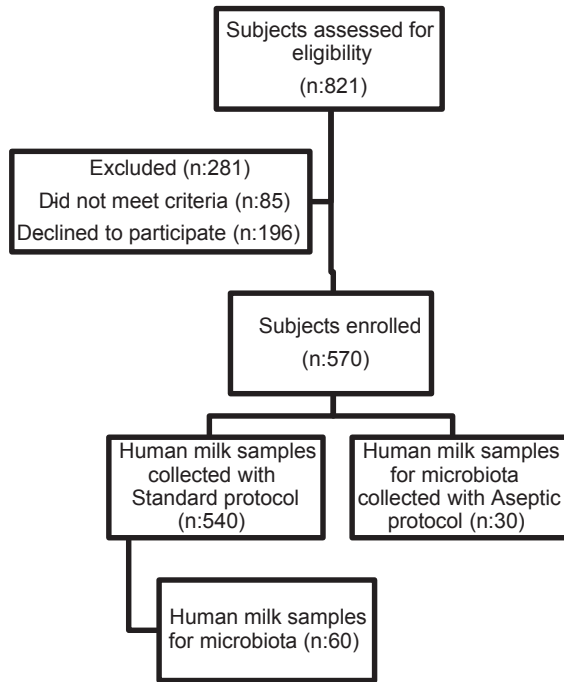 Subjects assessed for
eligibility
(n:821)
Excluded (n:281)
Did not meet criteria (n:85)
Declined to participate (n:196)
Subjects enrolled
(n:570)
Human milk samples
collected with
Standard protocol
(n:540)
Human milk samples
for microbiota
collected with Aseptic
protocol (n:30)
Human milk samples
for microbiota (n:60)